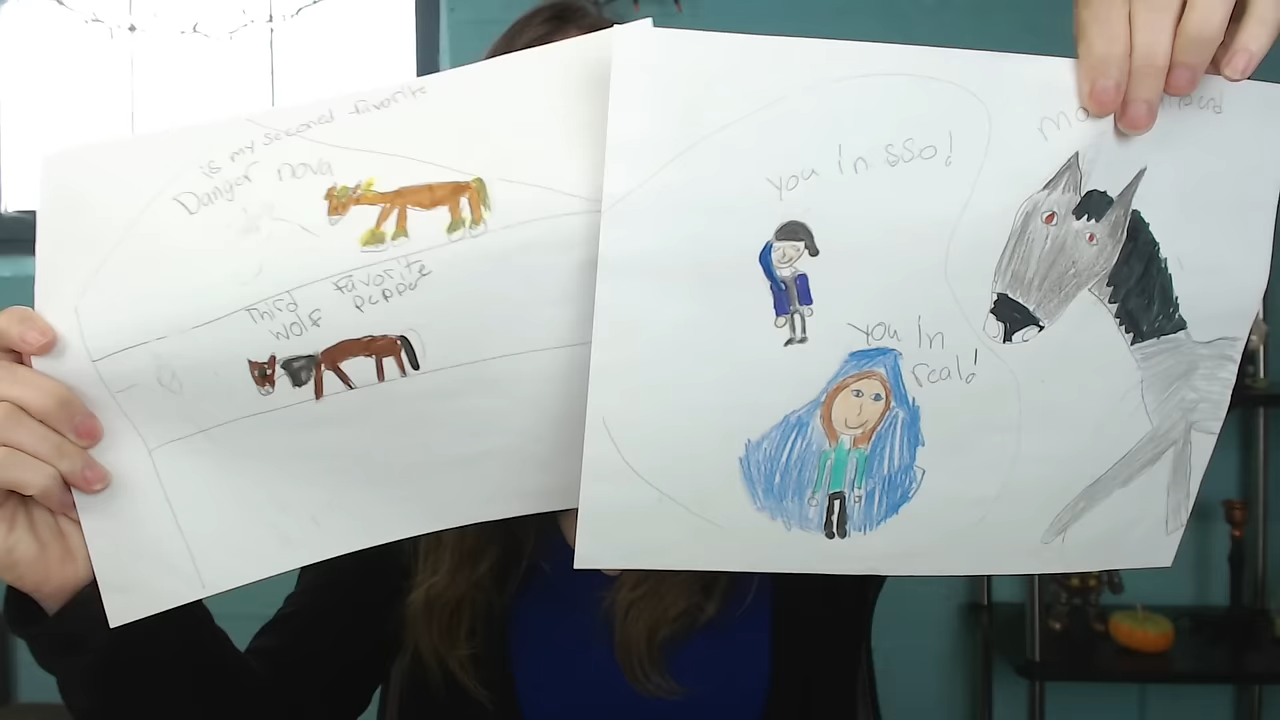 is my second favorite
Danger nova
Third favorite
wolf pepper
you in sso!
you in
real!